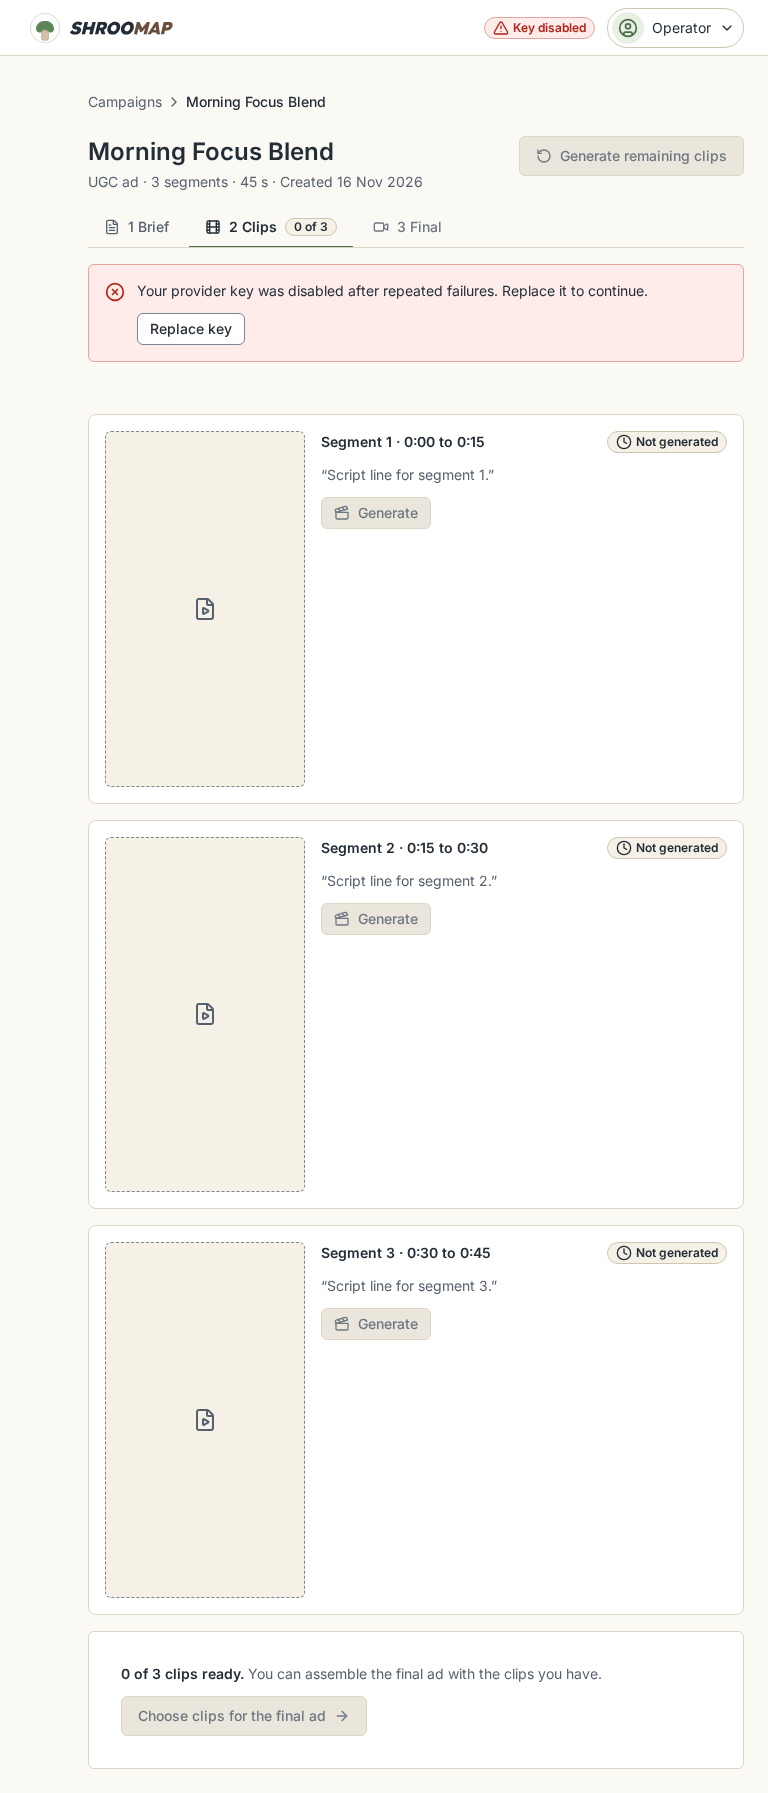 SHROOMAP
Key disabled
Operator
Campaigns
Morning Focus Blend
Morning Focus Blend
Generate remaining clips
UGC ad · 3 segments · 45 s · Created 16 Nov 2026
1 Brief
2 Clips
0 of 3
3 Final
Your provider key was disabled after repeated failures. Replace it to continue.
Replace key
Segment 1 · 0:00 to 0:15
Not generated
“Script line for segment 1.”
Generate
Segment 2 · 0:15 to 0:30
Not generated
“Script line for segment 2.”
Generate
Segment 3 · 0:30 to 0:45
Not generated
“Script line for segment 3.”
Generate
0 of 3 clips ready. You can assemble the final ad with the clips you have.
Choose clips for the final ad